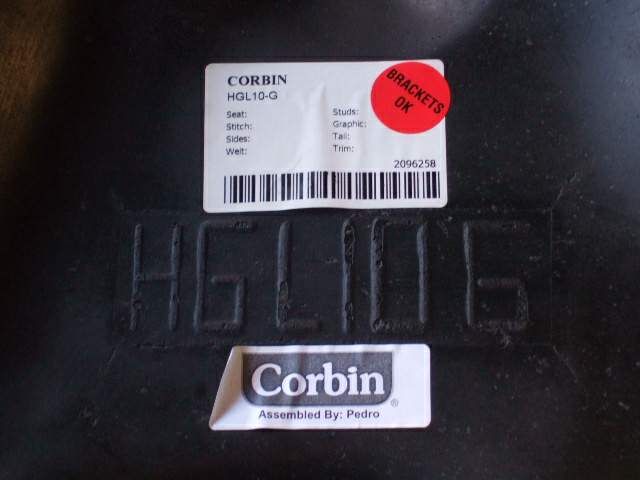 CORBIN
HGL10-G
Seat:
Stitch:
Sides:
Welt:
Studs:
Graphic:
Tail:
Trim:
2096258
BRACKETS
OK
HGL10G
Corbin
®
Assembled By: Pedro